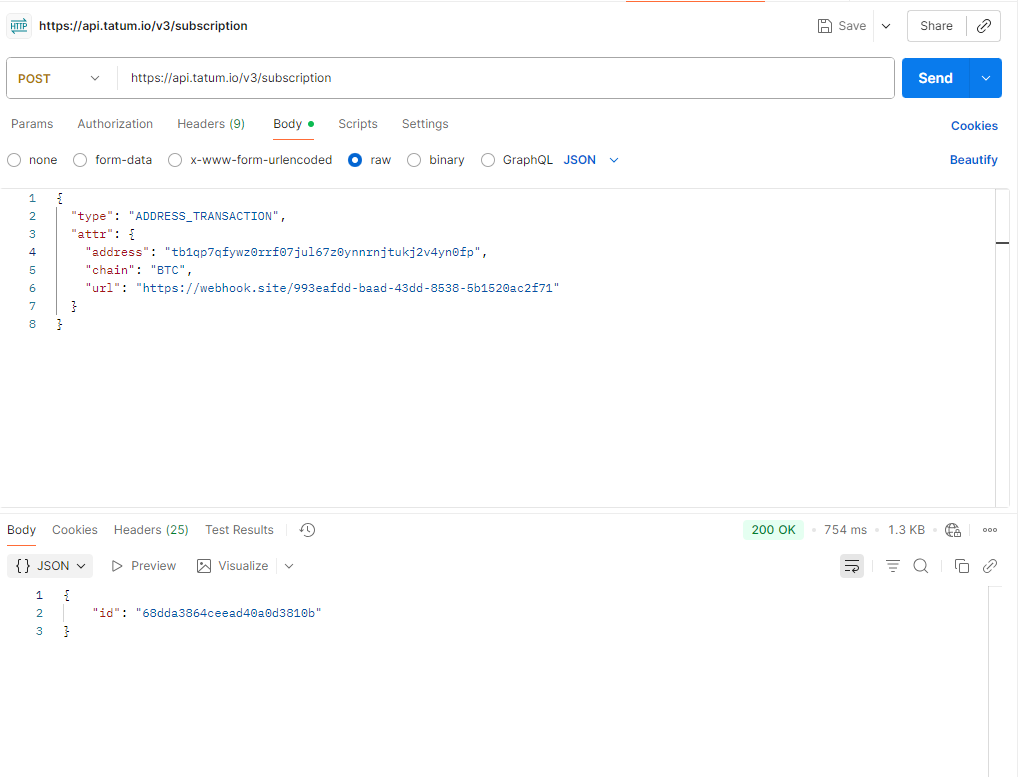 HTTP https://api.tatum.io/v3/subscription Save Share
POST https://api.tatum.io/v3/subscription Send
Params Authorization Headers (9) Body Scripts Settings Cookies
none form-data x-www-form-urlencoded raw binary GraphQL JSON Beautify
1 {
2 "type": "ADDRESS_TRANSACTION",
3 "attr": {
4 "address": "tb1qp7qfywz0rrf07jul67z0ynnrnjtukj2v4yn0fp",
5 "chain": "BTC",
6 "url": "https://webhook.site/993eafdd-baad-43dd-8538-5b1520ac2f71"
7 }
8 }
Body Cookies Headers (25) Test Results 200 OK 754 ms 1.3 KB
{} JSON Preview Visualize
1 {
2 "id": "68dda3864ceead40a0d3810b"
3 }